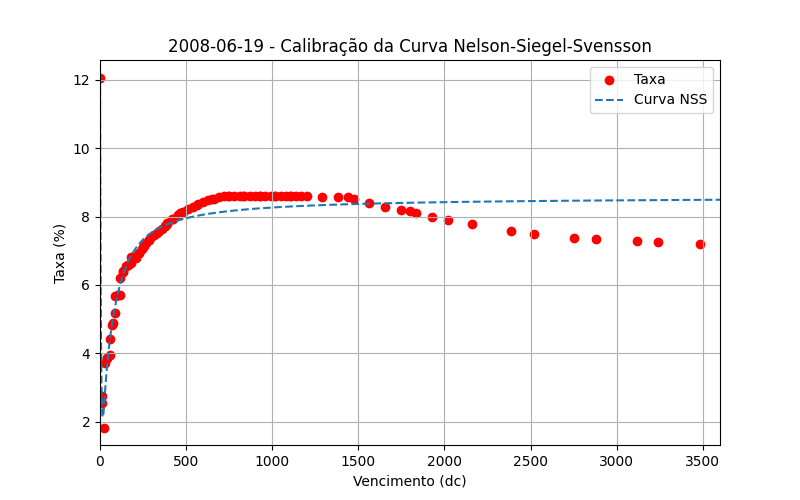 2008-06-19 - Calibração da Curva Nelson-Siegel-Svensson
Taxa
Curva NSS
12
10
8
6
4
2
Taxa (%)
0 500 1000 1500 2000 2500 3000 3500
Vencimento (dc)